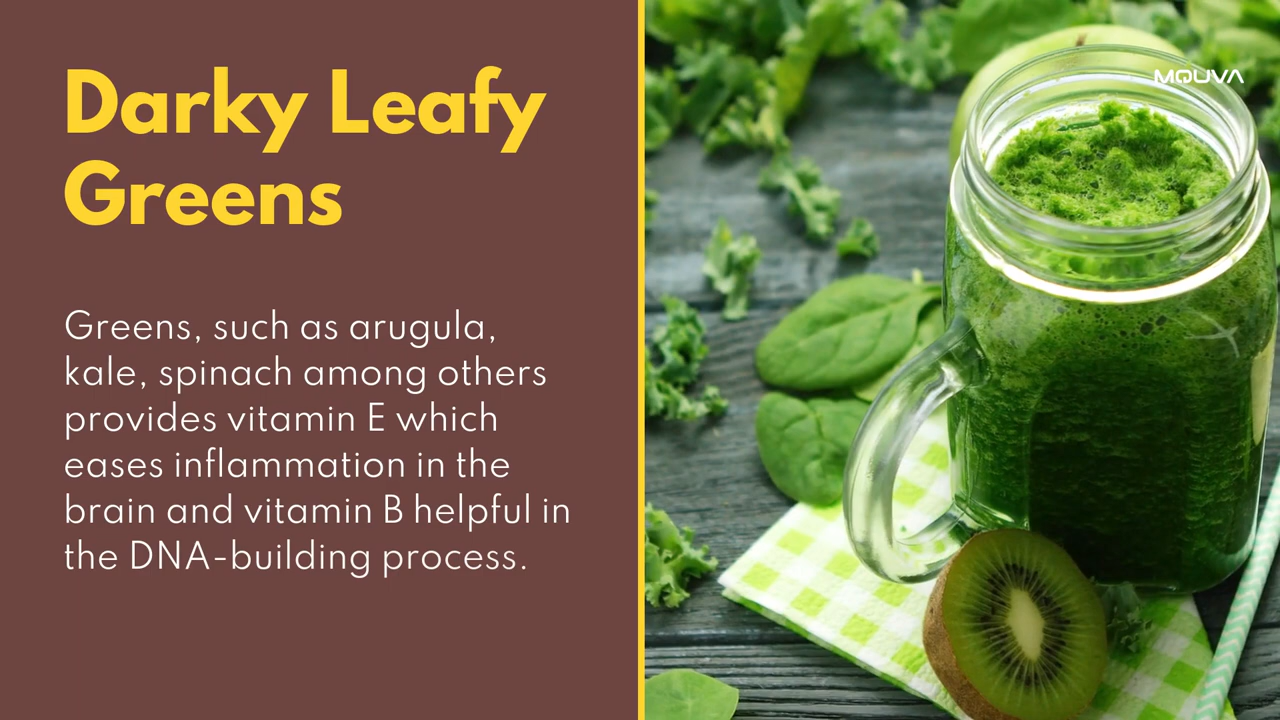 Darky Leafy
Greens
Greens, such as arugula,
kale, spinach among others
provides vitamin E which
eases inflammation in the
brain and vitamin B helpful in
the DNA-building process.
MQUVA